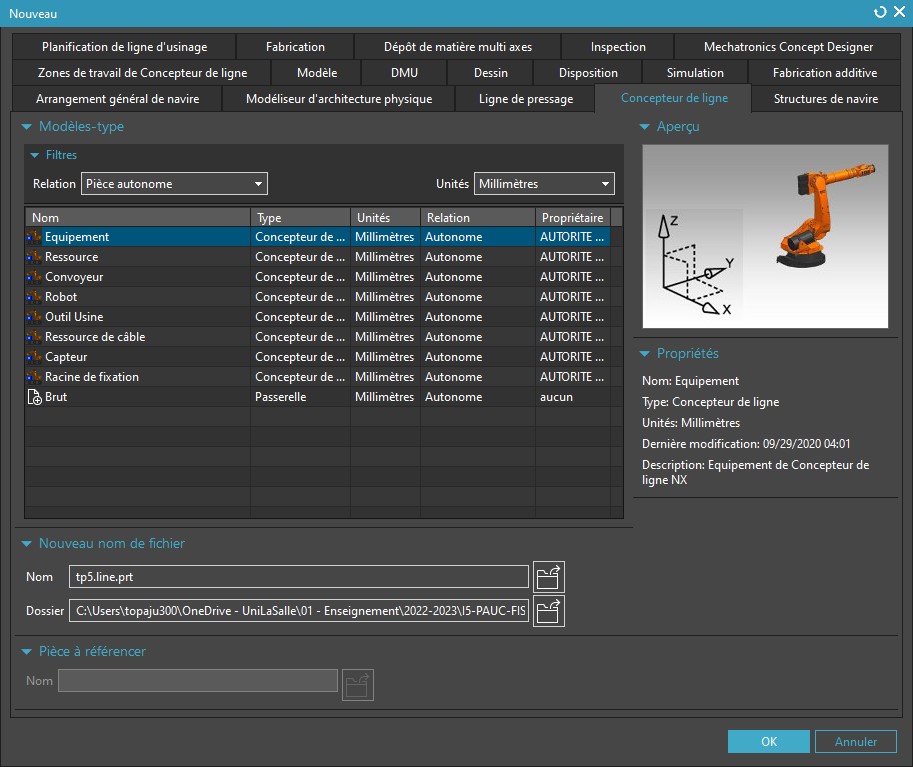 Nouveau
Planification de ligne d'usinage Fabrication Dépôt de matière multi axes Inspection Mechatronics Concept Designer
Zones de travail de Concepteur de ligne Modèle DMU Dessin Disposition Simulation Fabrication additive
Arrangement général de navire Modéliseur d'architecture physique Ligne de pressage Concepteur de ligne Structures de navire
Modèles-type
Filtres
Relation Pièce autonome Unités Millimètres
Nom Type Unités Relation Propriétaire
Equipement Concepteur de ... Millimètres Autonome AUTORITE ...
Ressource Concepteur de ... Millimètres Autonome AUTORITE ...
Convoyeur Concepteur de ... Millimètres Autonome AUTORITE ...
Robot Concepteur de ... Millimètres Autonome AUTORITE ...
Outil Usine Concepteur de ... Millimètres Autonome AUTORITE ...
Ressource de câble Concepteur de ... Millimètres Autonome AUTORITE ...
Capteur Concepteur de ... Millimètres Autonome AUTORITE ...
Racine de fixation Concepteur de ... Millimètres Autonome AUTORITE ...
Brut Passerelle Millimètres Autonome aucun
Aperçu
Z
Y
X
Propriétés
Nom: Equipement
Type: Concepteur de ligne
Unités: Millimètres
Dernière modification: 09/29/2020 04:01
Description: Equipement de Concepteur de
ligne NX
Nouveau nom de fichier
Nom tp5.line.prt
Dossier C:\Users\topaju300\OneDrive - UniLaSalle\01 - Enseignement\2022-2023\I5-PAUC-FIS
Pièce à référencer
Nom
OK Annuler